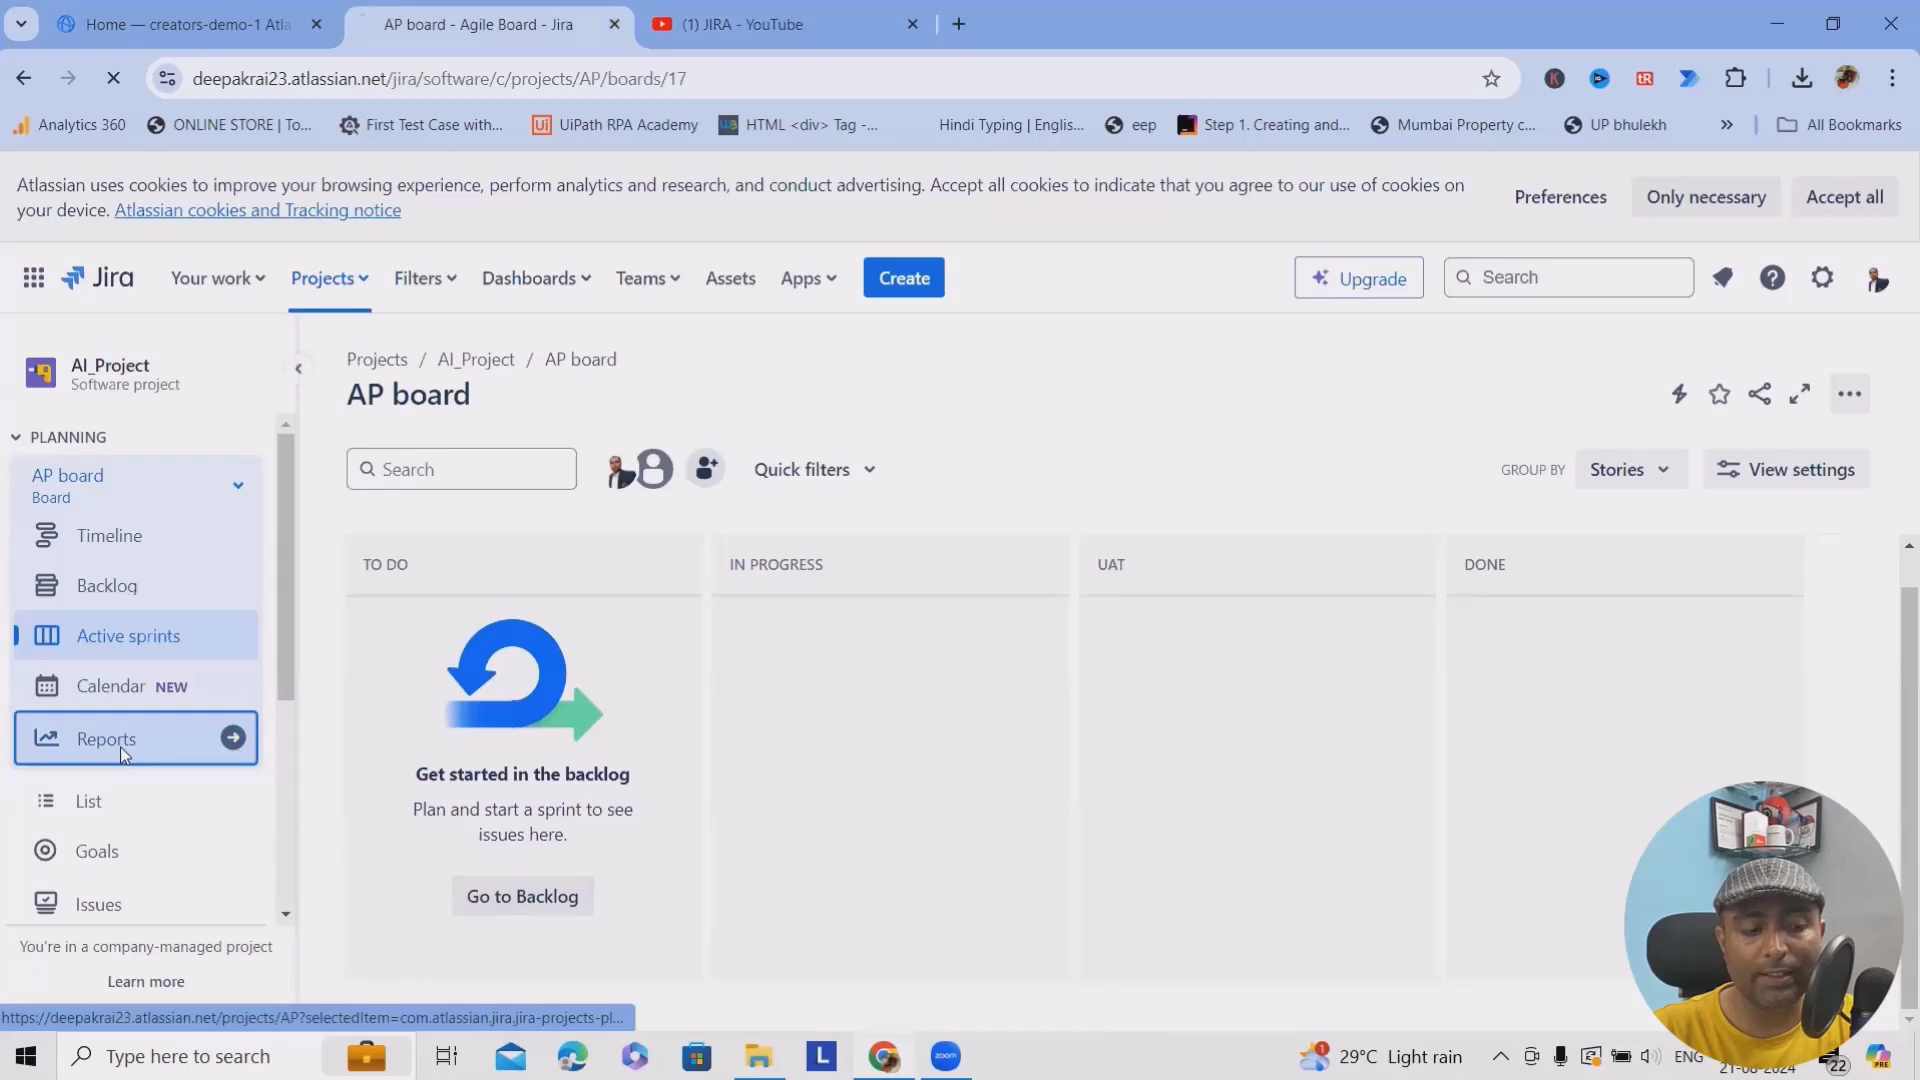 Home — creators-demo-1 Atla
AP board - Agile Board - Jira
(1) JIRA - YouTube
deepakrai23.atlassian.net/jira/software/c/projects/AP/boards/17
Analytics 360
ONLINE STORE | To...
First Test Case with...
UiPath RPA Academy
HTML <div> Tag -...
Hindi Typing | Englis...
eep
Step 1. Creating and...
Mumbai Property c...
UP bhulekh
All Bookmarks
Atlassian uses cookies to improve your browsing experience, perform analytics and research, and conduct advertising. Accept all cookies to indicate that you agree to our use of cookies on
your device. Atlassian cookies and Tracking notice
Preferences
Only necessary
Accept all
Jira
Your work
Projects
Filters
Dashboards
Teams
Assets
Apps
Create
Upgrade
Search
AI_Project
Software project
PLANNING
AP board
Board
Timeline
Backlog
Active sprints
Calendar NEW
Reports
List
Goals
Issues
You're in a company-managed project
Learn more
Projects / AI_Project / AP board
AP board
Search
Quick filters
GROUP BY
Stories
View settings
TO DO
IN PROGRESS
UAT
DONE
Get started in the backlog
Plan and start a sprint to see
issues here.
Go to Backlog
https://deepakrai23.atlassian.net/projects/AP?selectedItem=com.atlassian.jira.jira-projects-pl...
Type here to search
L
zoom
1
29°C Light rain
ENG
21-08-2024
22
PRE